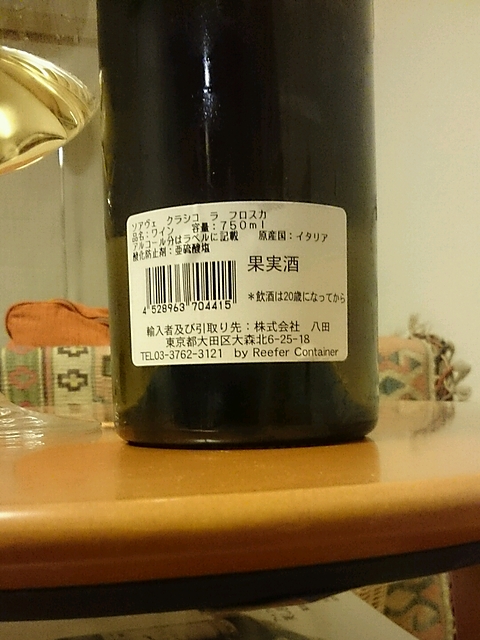 ソアヴェ クラシコ ラ フロスカ
品名:ワイン 容量:750ml
アルコール分はラベルに記載 原産国:イタリア
酸化防止剤:亜硫酸塩
果実酒
4 528963 704415
*飲酒は20歳になってから
輸入者及び引取り先:株式会社 八田
東京都大田区大森北6-25-18
TEL03-3762-3121 by Reefer Container